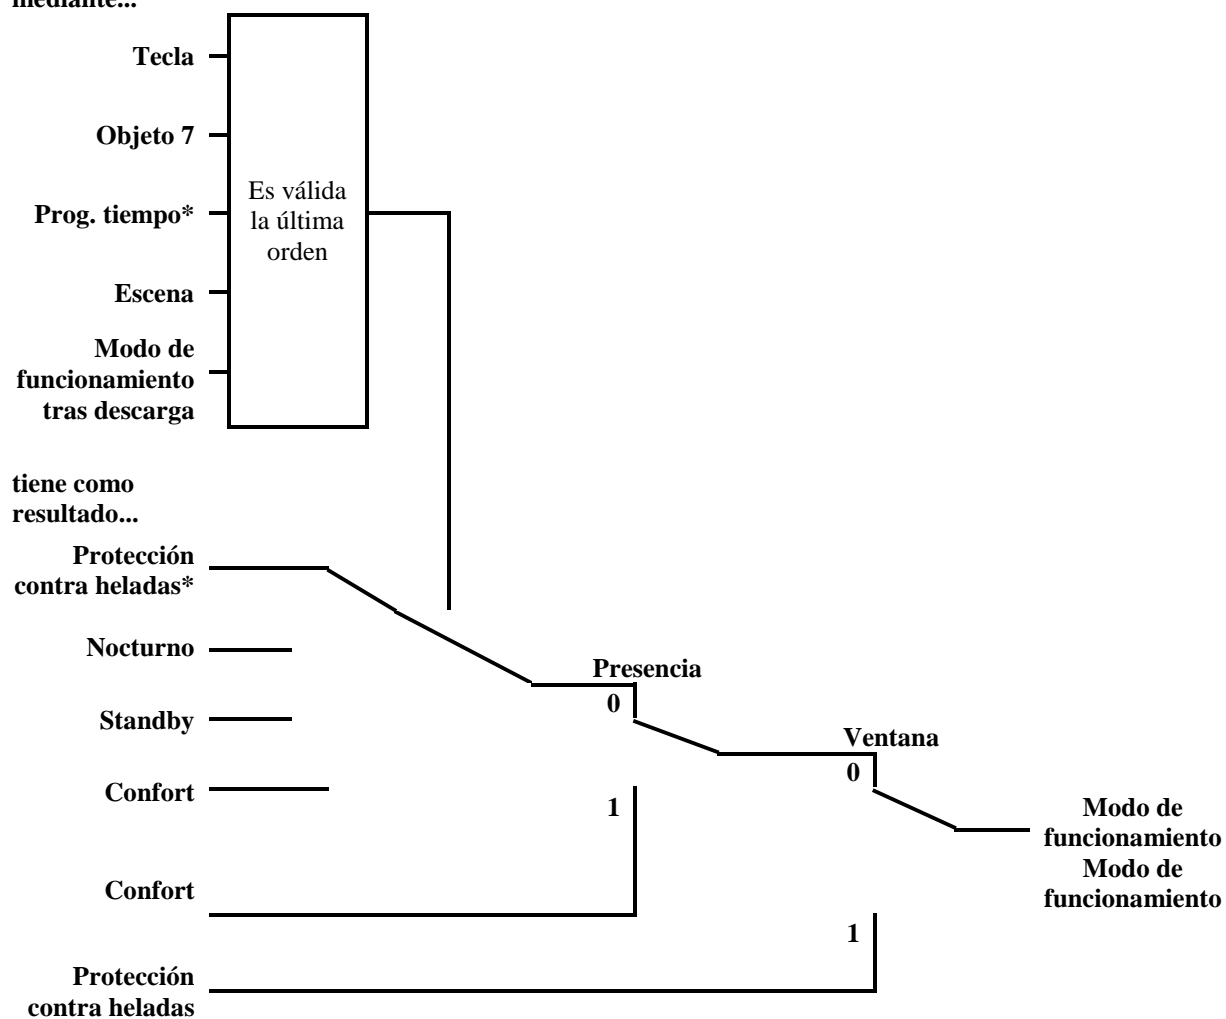 mediante...
Tecla
Objeto 7
Prog. tiempo*
Es válida
la última
orden
Escena
Modo de
funcionamiento
tras descarga
tiene como
resultado...
Protección
contra heladas*
Nocturno
Presencia
0
Standby
Ventana
0
Confort
1
Modo de
funcionamiento
Modo de
funcionamiento
Confort
1
Protección
contra heladas